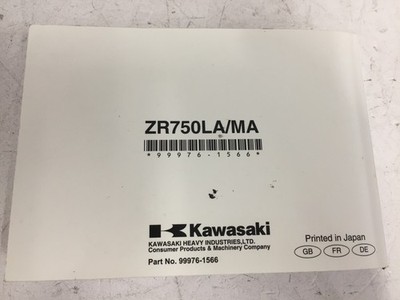 ZR750LA/MA
*99976-1566*
Kawasaki
KAWASAKI HEAVY INDUSTRIES,LTD.
Consumer Products & Machinery Company
Part No. 99976-1566
Printed in Japan
GB FR DE